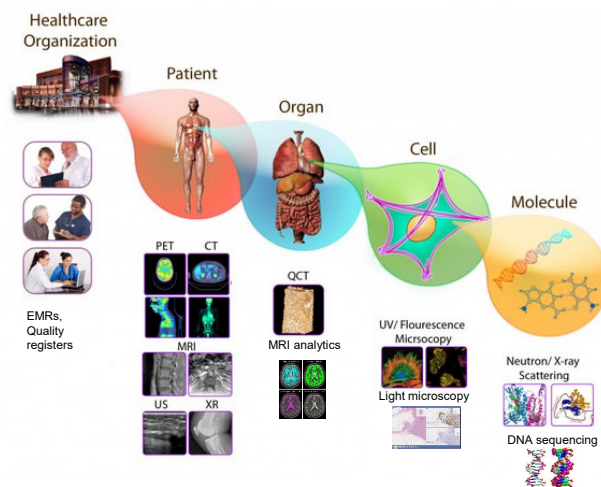 Healthcare
Organization
Patient
Organ
Cell
Molecule
EMRs,
Quality
registers
PET
CT
MRI
US
XR
QCT
MRI analytics
UV/ Flourescence
Micrsocopy
Light microscopy
Neutron/ X-ray
Scattering
DNA sequencing